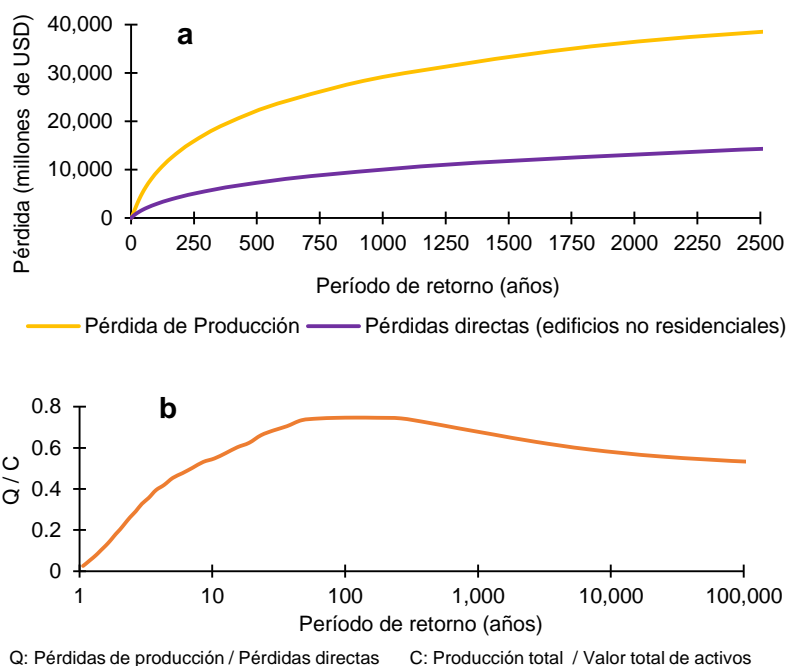 a
Pérdida (millones de USD)
40,000
30,000
20,000
10,000
0
0 250 500 750 1000 1250 1500 1750 2000 2250 2500
Período de retorno (años)
Pérdida de Producción Pérdidas directas (edificios no residenciales)
b
Q / C
0.8
0.6
0.4
0.2
0
1 10 100 1,000 10,000 100,000
Período de retorno (años)
Q: Pérdidas de producción / Pérdidas directas C: Producción total / Valor total de activos